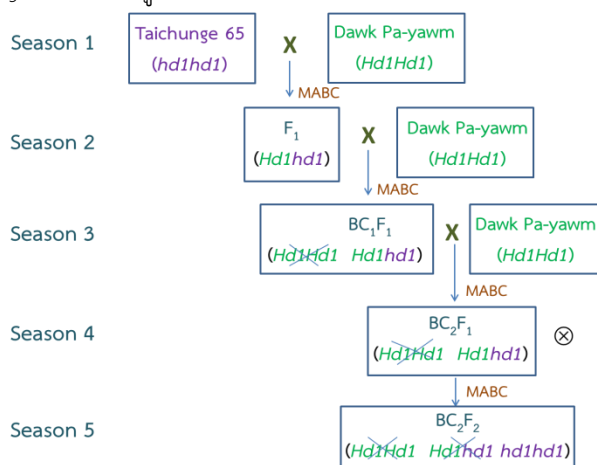 Season 1
Taichunge 65
(hd1hd1)
X
Dawk Pa-yawm
(Hd1Hd1)
MABC
Season 2
F1
(Hd1hd1)
X
Dawk Pa-yawm
(Hd1Hd1)
MABC
Season 3
BC1F1
(Hd1Hd1 Hd1hd1)
X
Dawk Pa-yawm
(Hd1Hd1)
MABC
Season 4
BC2F1
(Hd1Hd1 Hd1hd1)
⊗
MABC
Season 5
BC2F2
(Hd1Hd1 Hd1hd1 hd1hd1)